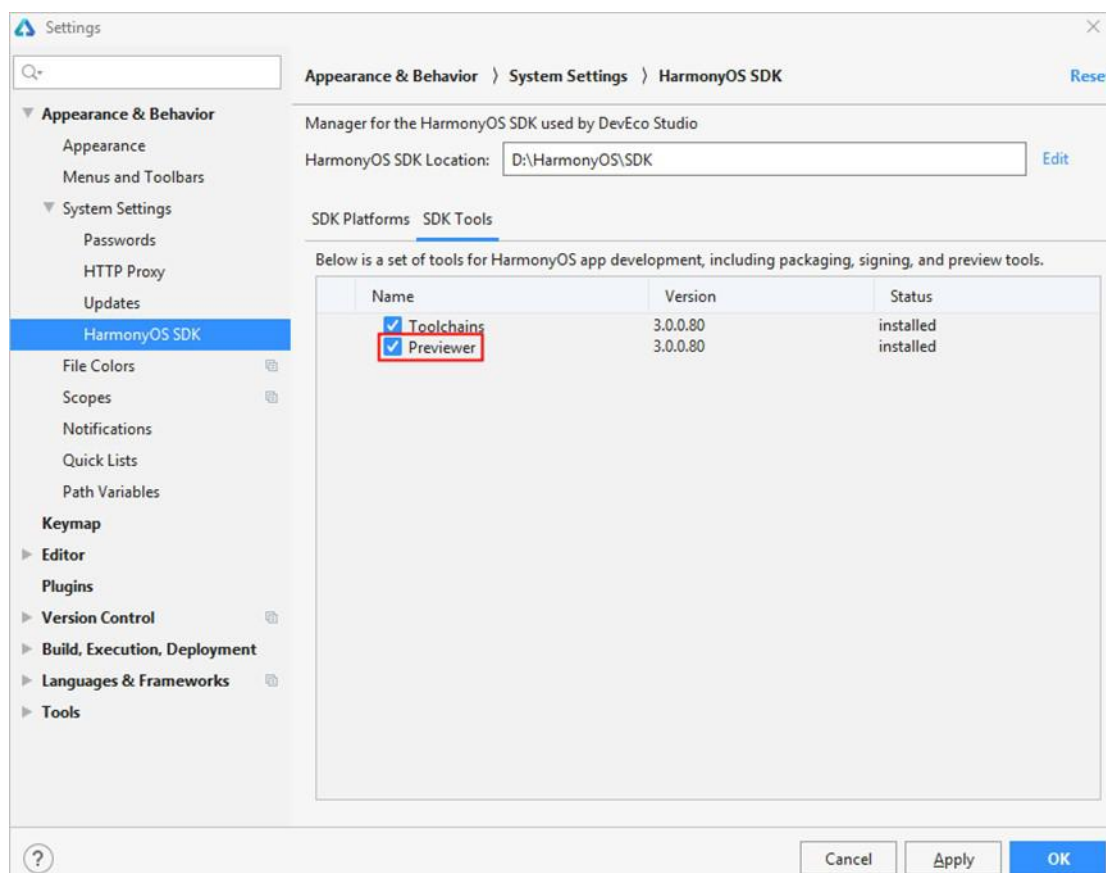 Settings
Appearance & Behavior
Appearance
Menus and Toolbars
System Settings
Passwords
HTTP Proxy
Updates
HarmonyOS SDK
File Colors
Scopes
Notifications
Quick Lists
Path Variables
Keymap
Editor
Plugins
Version Control
Build, Execution, Deployment
Languages & Frameworks
Tools
Appearance & Behavior 〉 System Settings 〉 HarmonyOS SDK Rese
Manager for the HarmonyOS SDK used by DevEco Studio
HarmonyOS SDK Location: D:\HarmonyOS\SDK Edit
SDK Platforms SDK Tools
Below is a set of tools for HarmonyOS app development, including packaging, signing, and preview tools.
Name Version Status
Toolchains 3.0.0.80 installed
Previewer 3.0.0.80 installed
? Cancel Apply OK